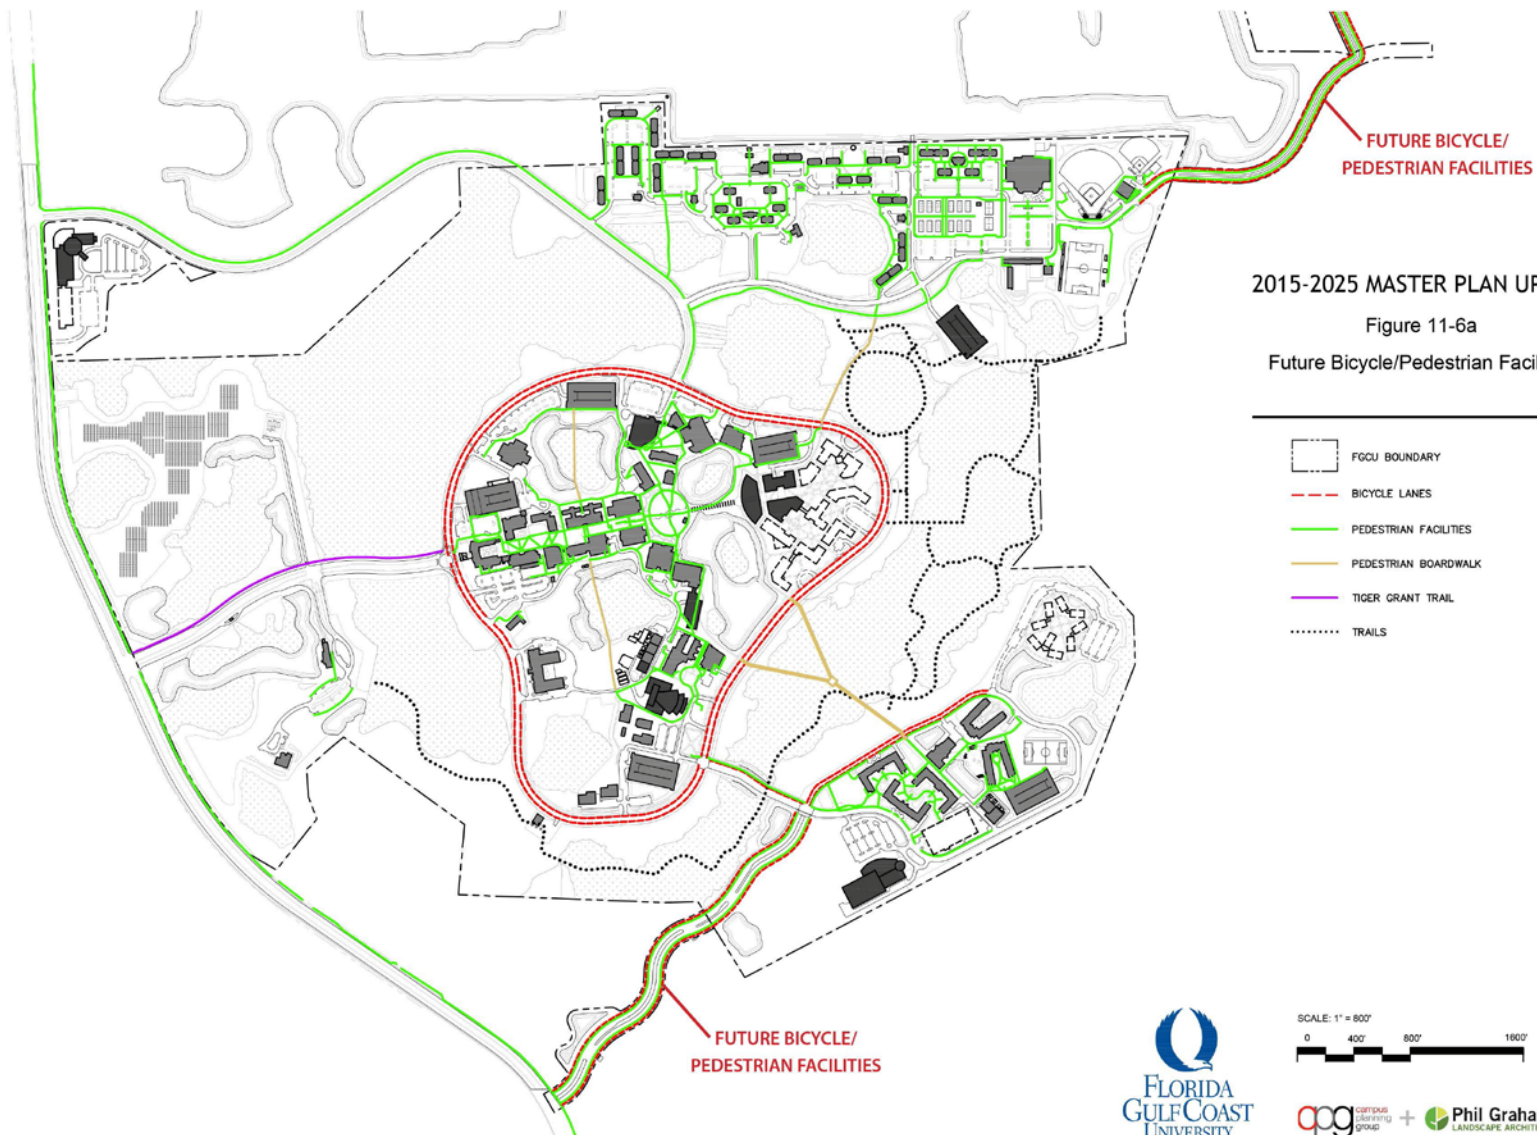 FUTURE BICYCLE/
PEDESTRIAN FACILITIES
2015-2025 MASTER PLAN UP
Figure 11-6a
Future Bicycle/Pedestrian Facil
FGCU BOUNDARY
BICYCLE LANES
PEDESTRIAN FACILITIES
PEDESTRIAN BOARDWALK
TIGER GRANT TRAIL
TRAILS
FUTURE BICYCLE/
PEDESTRIAN FACILITIES
FLORIDA
GULF COAST
UNIVERSITY
SCALE: 1" = 800'
0 400' 800' 1600'
cpg campus
planning
group
+
Phil Graha
LANDSCAPE ARCHIT